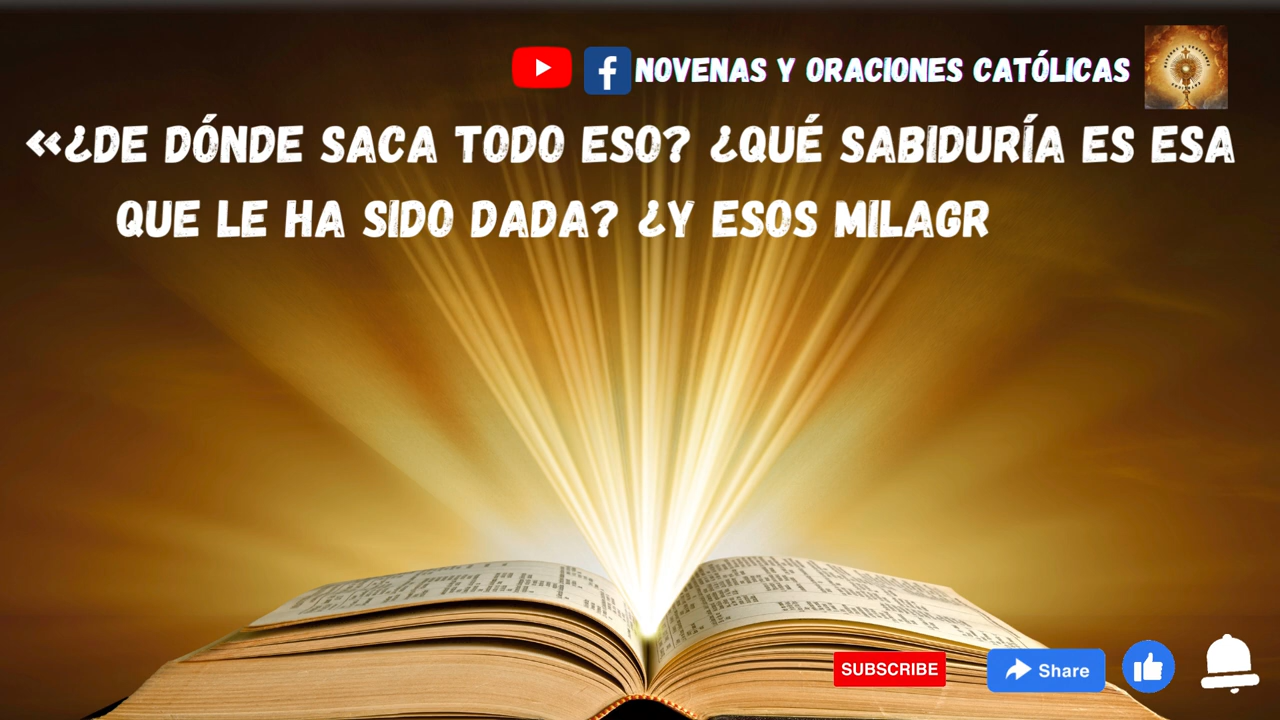 NOVENAS Y ORACIONES CATÓLICAS
«¿DE DÓNDE SACA TODO ESO? ¿QUÉ SABIDURÍA ES ESA
QUE LE HA SIDO DADA? ¿Y ESOS MILAGR
SUBSCRIBE
Share